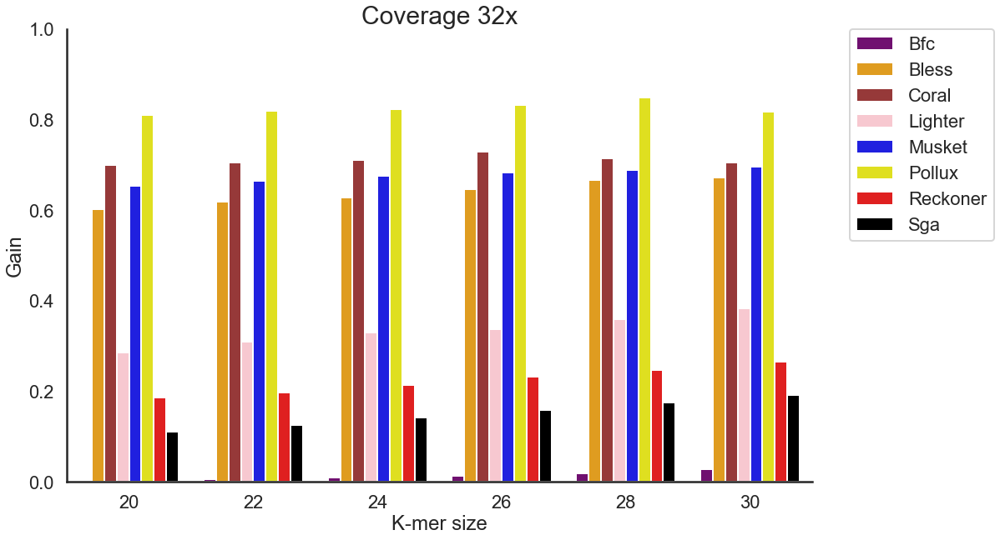 Coverage 32x
1.0
0.8
0.6
0.4
0.2
0.0
Gain
20 22 24 26 28 30
K-mer size
Bfc
Bless
Coral
Lighter
Musket
Pollux
Reckoner
Sga